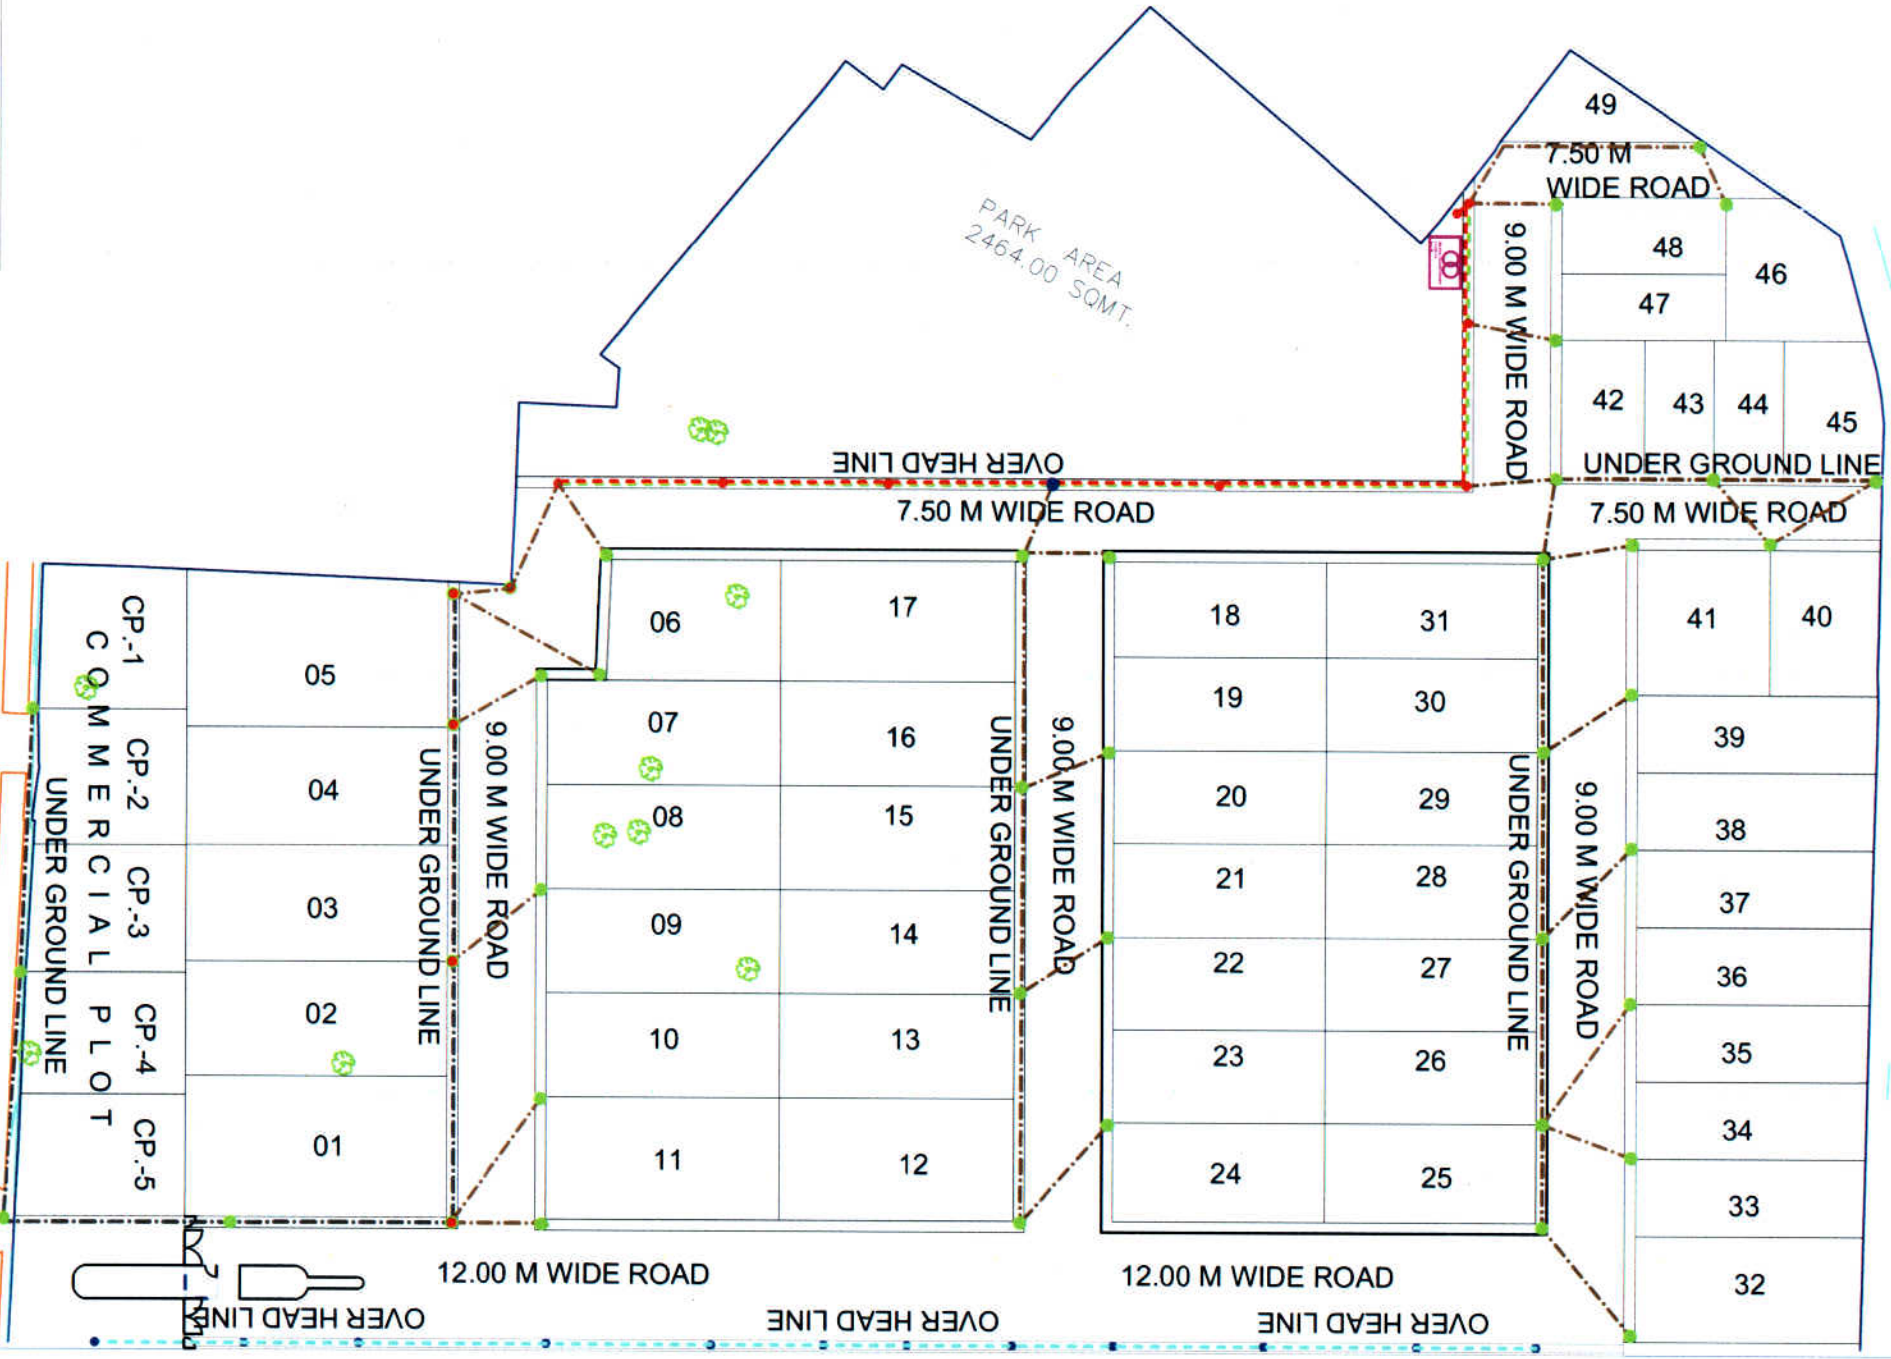 49
7.50 M
WIDE ROAD
PARK AREA
2464.00 SQMT.
9.00 M WIDE ROAD
48
46
47
42
43
44
45
OVER HEAD LINE
UNDER GROUND LINE
7.50 M WIDE ROAD
7.50 M WIDE ROAD
CP.-1
CP.-2
CP.-3
CP.-4
CP.-5
COMMERCIAL PLOT
UNDER GROUND LINE
05
04
03
02
01
UNDER GROUND LINE
9.00 M WIDE ROAD
06
17
07
16
08
15
09
14
10
13
11
12
UNDER GROUND LINE
9.00 M WIDE ROAD
18
31
19
30
20
29
21
28
22
27
23
26
24
25
UNDER GROUND LINE
9.00 M WIDE ROAD
41
40
39
38
37
36
35
34
33
32
12.00 M WIDE ROAD
12.00 M WIDE ROAD
OVER HEAD LINE
OVER HEAD LINE
OVER HEAD LINE